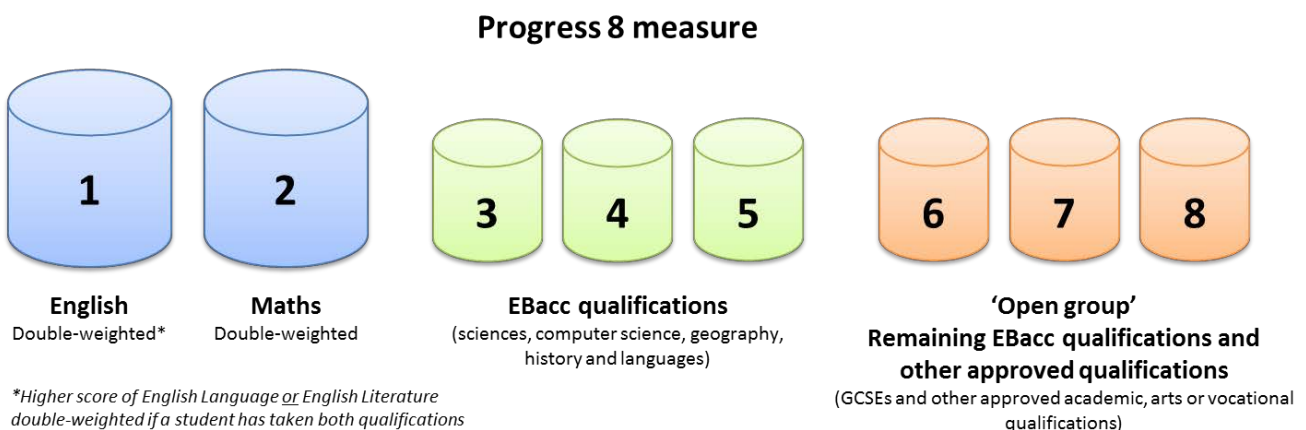 Progress 8 measure
1
2
3
4
5
6
7
8
English
Double-weighted*
Maths
Double-weighted
EBacc qualifications
(sciences, computer science, geography,
history and languages)
'Open group'
Remaining EBacc qualifications and
other approved qualifications
(GCSEs and other approved academic, arts or vocational
qualifications)
*Higher score of English Language or English Literature
double-weighted if a student has taken both qualifications